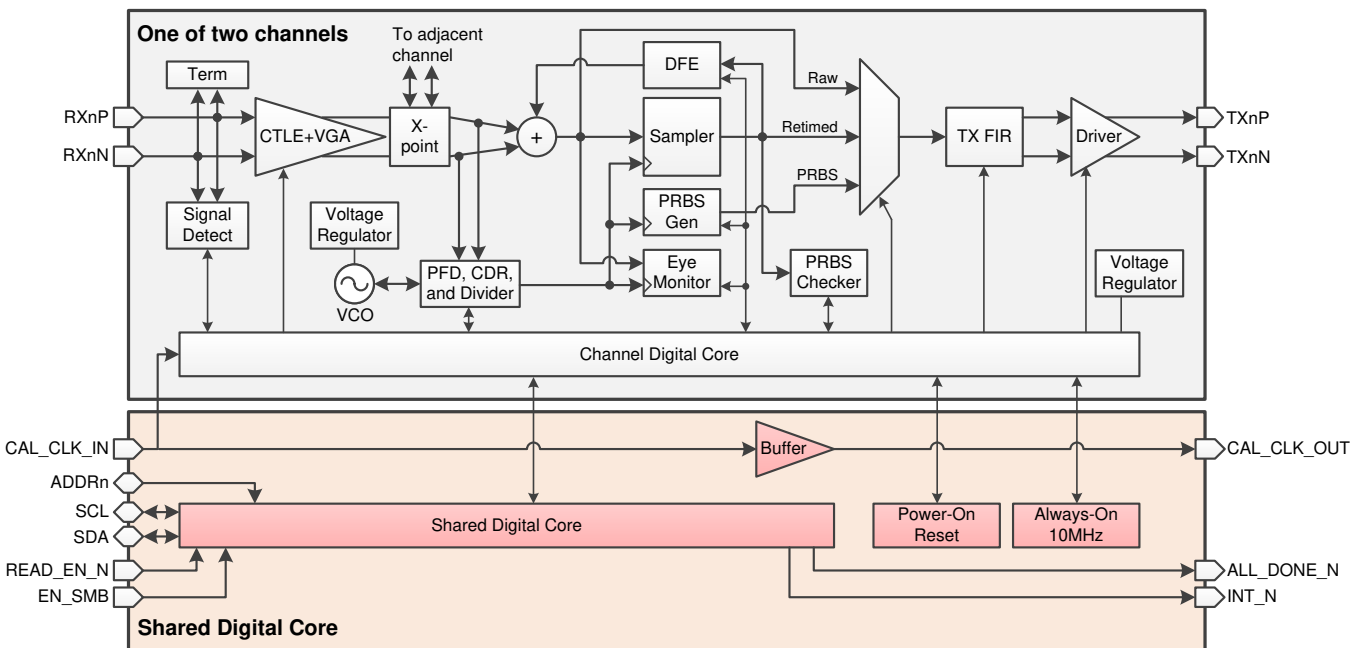 One of two channels
To adjacent
channel
Term
DFE
Raw
RXnP
RXnN
CTLE+VGA
X-
point
+
Sampler
Retimed
TX FIR
Driver
TXnP
TXnN
PRBS
Signal
Detect
Voltage
Regulator
PRBS
Gen
VCO
PFD, CDR,
and Divider
Eye
Monitor
PRBS
Checker
Voltage
Regulator
Channel Digital Core
CAL_CLK_IN
Buffer
CAL_CLK_OUT
ADDRn
SCL
SDA
Shared Digital Core
Power-On
Reset
Always-On
10MHz
READ_EN_N
EN_SMB
ALL_DONE_N
INT_N
Shared Digital Core